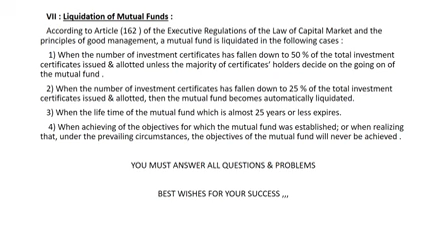 VII : Liquidation of Mutual Funds :
According to Article (162 ) of the Executive Regulations of the Law of Capital Market and the
principles of good management, a mutual fund is liquidated in the following cases :
1) When the number of investment certificates has fallen down to 50 % of the total investment
certificates issued & allotted unless the majority of certificates' holders decide on the going on of
the mutual fund .
2) When the number of investment certificates has fallen down to 25 % of the total investment
certificates issued & allotted, then the mutual fund becomes automatically liquidated.
3) When the life time of the mutual fund which is almost 25 years or less expires.
4) When achieving of the objectives for which the mutual fund was established; or when realizing
that, under the prevailing circumstances, the objectives of the mutual fund will never be achieved .
YOU MUST ANSWER ALL QUESTIONS & PROBLEMS
BEST WISHES FOR YOUR SUCCESS ,,,